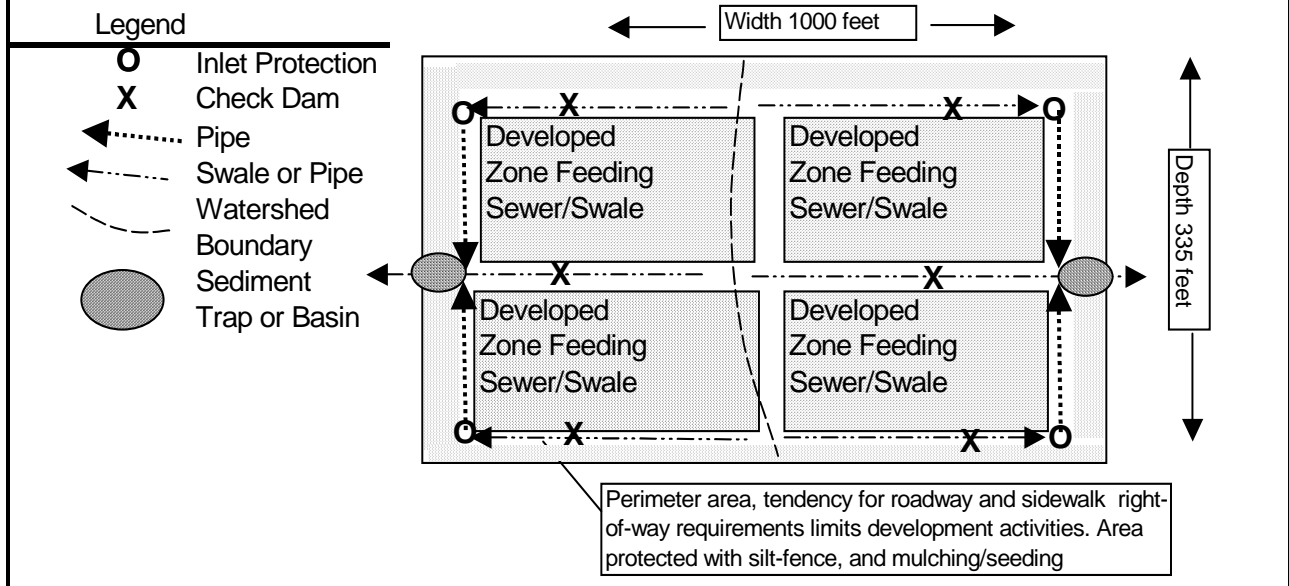 Legend
O Inlet Protection
X Check Dam
Pipe
Swale or Pipe
Watershed
Boundary
Sediment
Trap or Basin
Width 1000 feet
O
X
X
O
Developed
Zone Feeding
Sewer/Swale
Developed
Zone Feeding
Sewer/Swale
X
X
Developed
Zone Feeding
Sewer/Swale
Developed
Zone Feeding
Sewer/Swale
O
X
X
O
Depth 335 feet
Perimeter area, tendency for roadway and sidewalk right-
of-way requirements limits development activities. Area
protected with silt-fence, and mulching/seeding